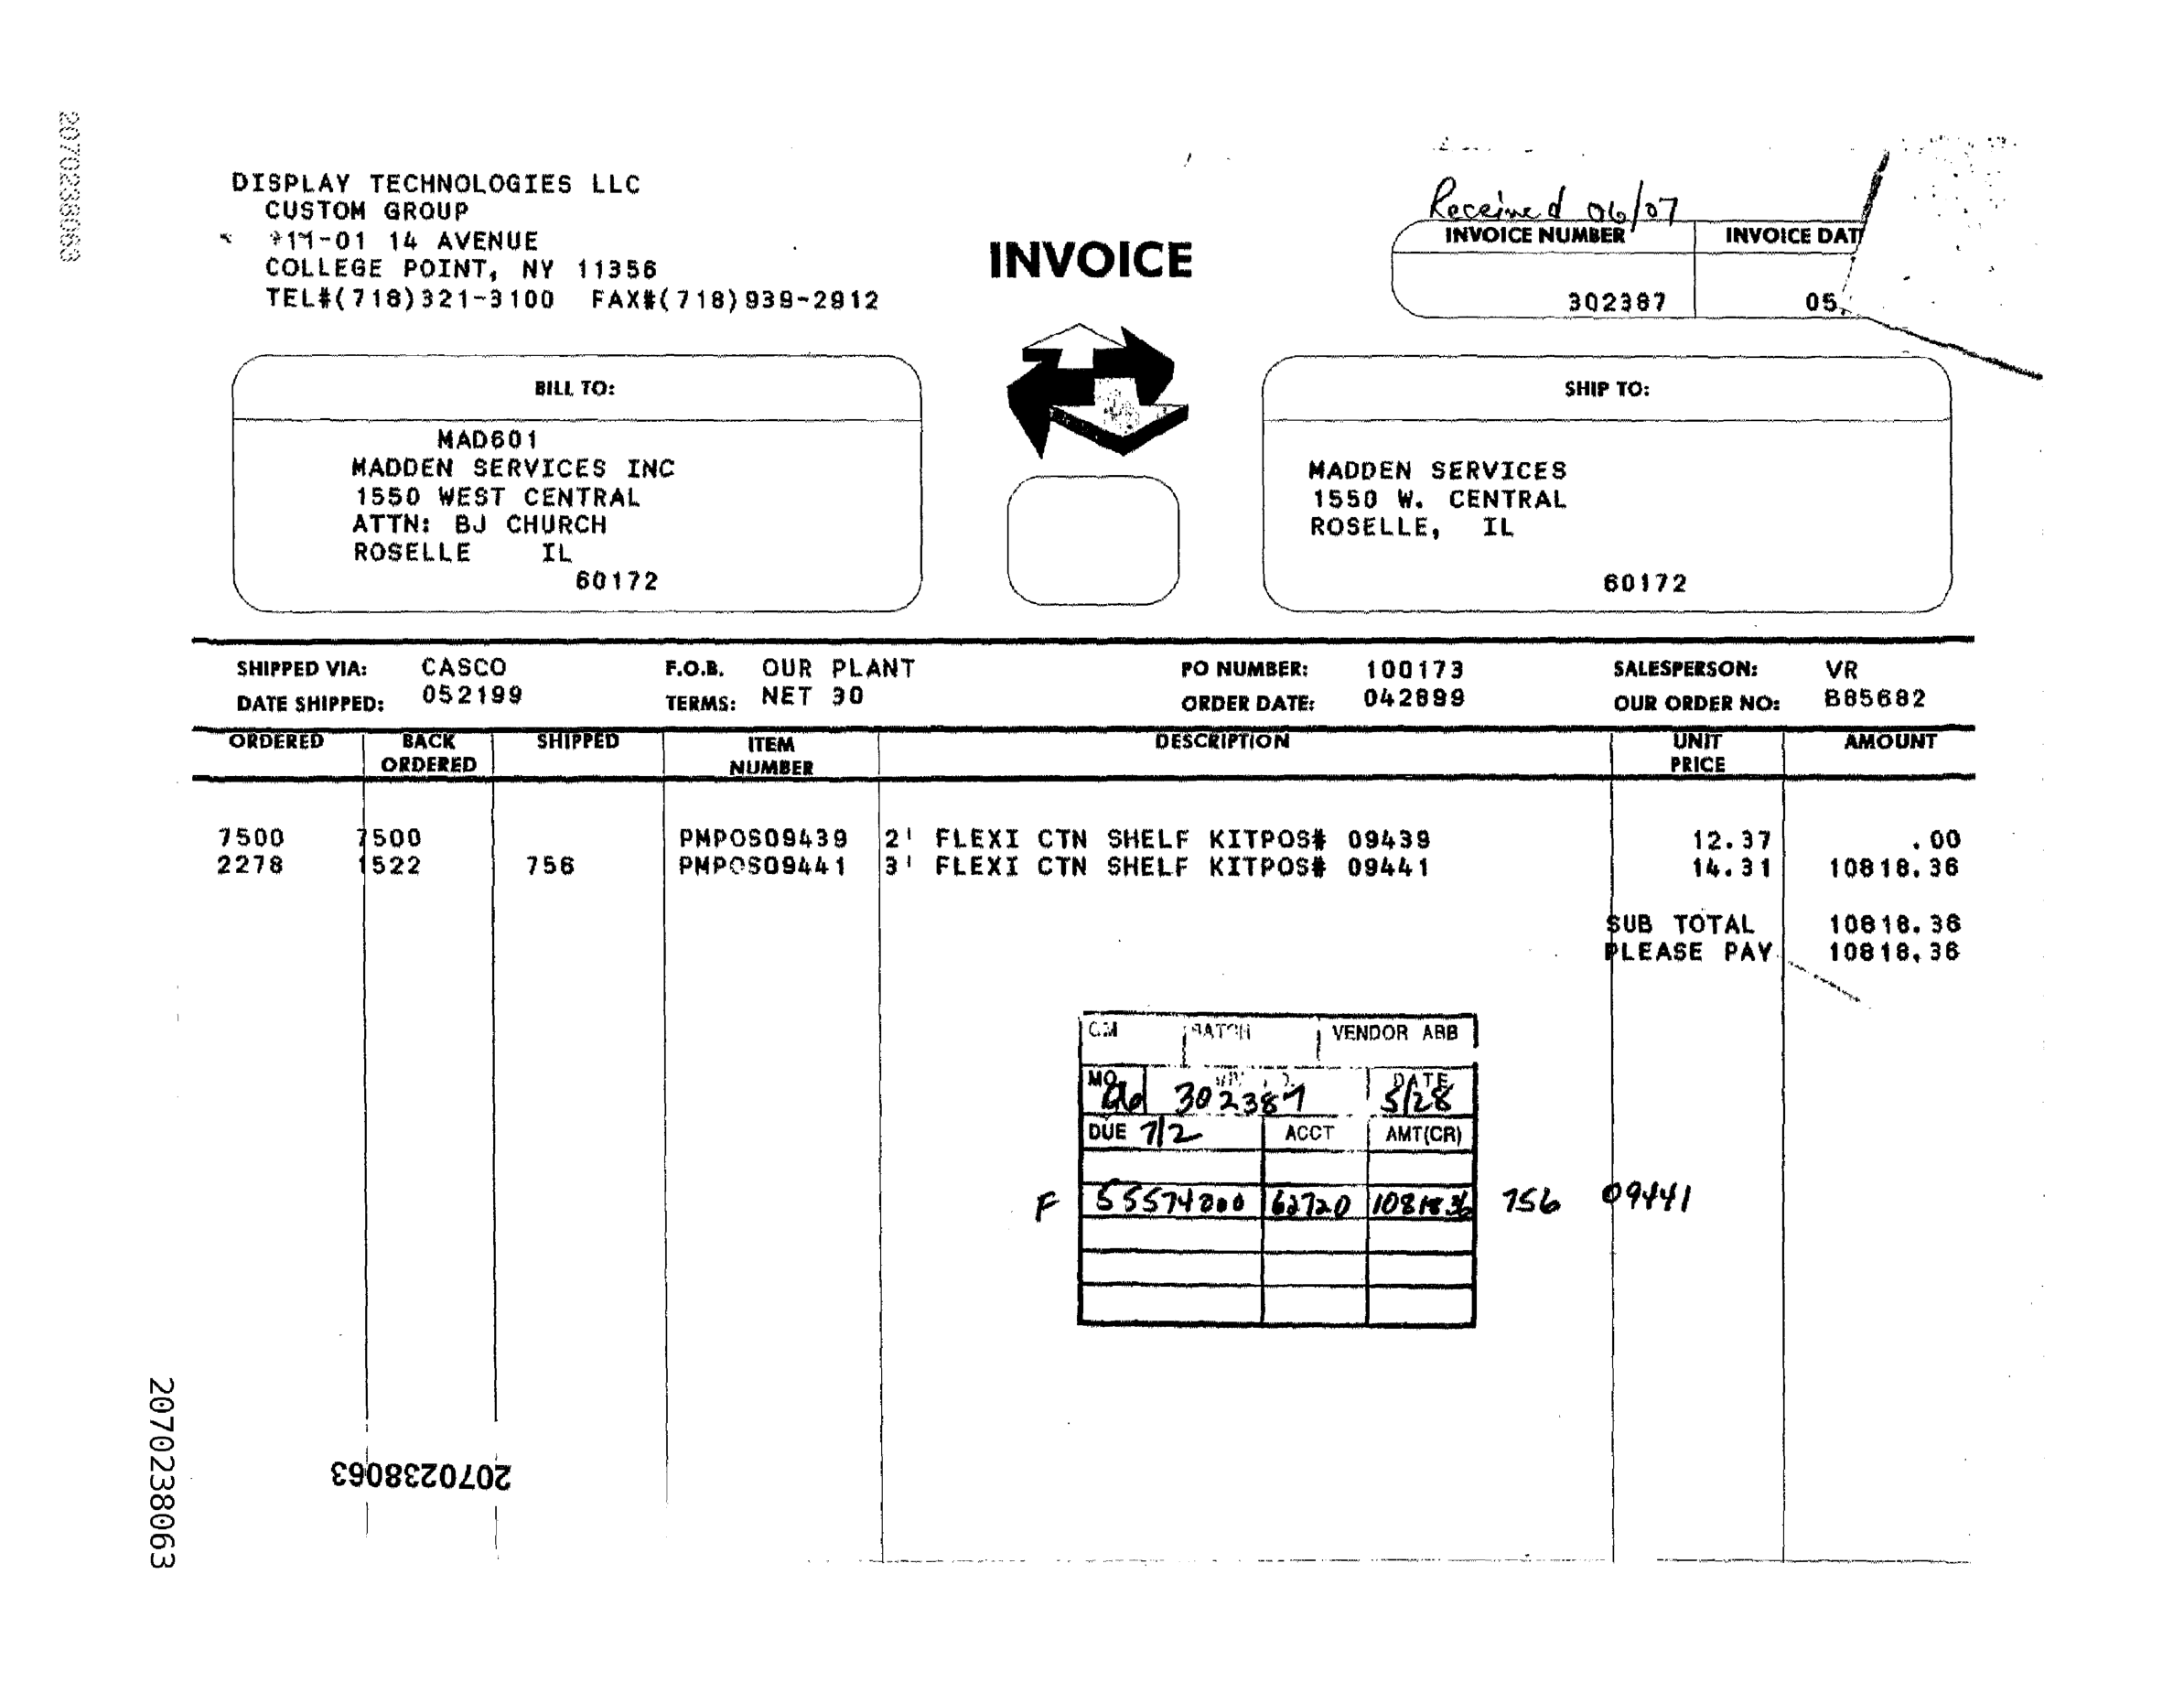 2070238063
DISPLAY TECHNOLOGIES LLC
CUSTOM GROUP
-01 14 AVENUE
COLLEGE POINT, NY 11356
TEL#(718)321-3100 FAX#(718)939-2912
INVOICE
Received 06/07
INVOICE NUMBER INVOICE DAT
302387 05
BILL TO:
MAD601
MADDEN SERVICES INC
1550 WEST CENTRAL
ATTN: BJ CHURCH
ROSELLE IL
60172
SHIP TO:
MADDEN SERVICES
1550 W. CENTRAL
ROSELLE, IL
60172
SHIPPED VIA: CASCO F.O.B. OUR PLANT PO NUMBER: 100173 SALESPERSON: VR
DATE SHIPPED: 052199 TERMS: NET 30 ORDER DATE: 042899 OUR ORDER NO: B85682
ORDERED BACK ORDERED SHIPPED ITEM NUMBER DESCRIPTION UNIT PRICE AMOUNT
7500 7500 PMPOS09439 2' FLEXI CTN SHELF KITPOS# 09439 12.37 .00
2278 1522 756 PMPOS09441 3' FLEXI CTN SHELF KITPOS# 09441 14.31 10818.36
SUB TOTAL 10818.36
PLEASE PAY 10818.36
BATCH VENDOR ABB
MO DATE
06 302387 5/28
DUE 7/2 ACCT AMT(CR)
F 55574000 62720 10818.36 756 09441
2070238063
2070238063